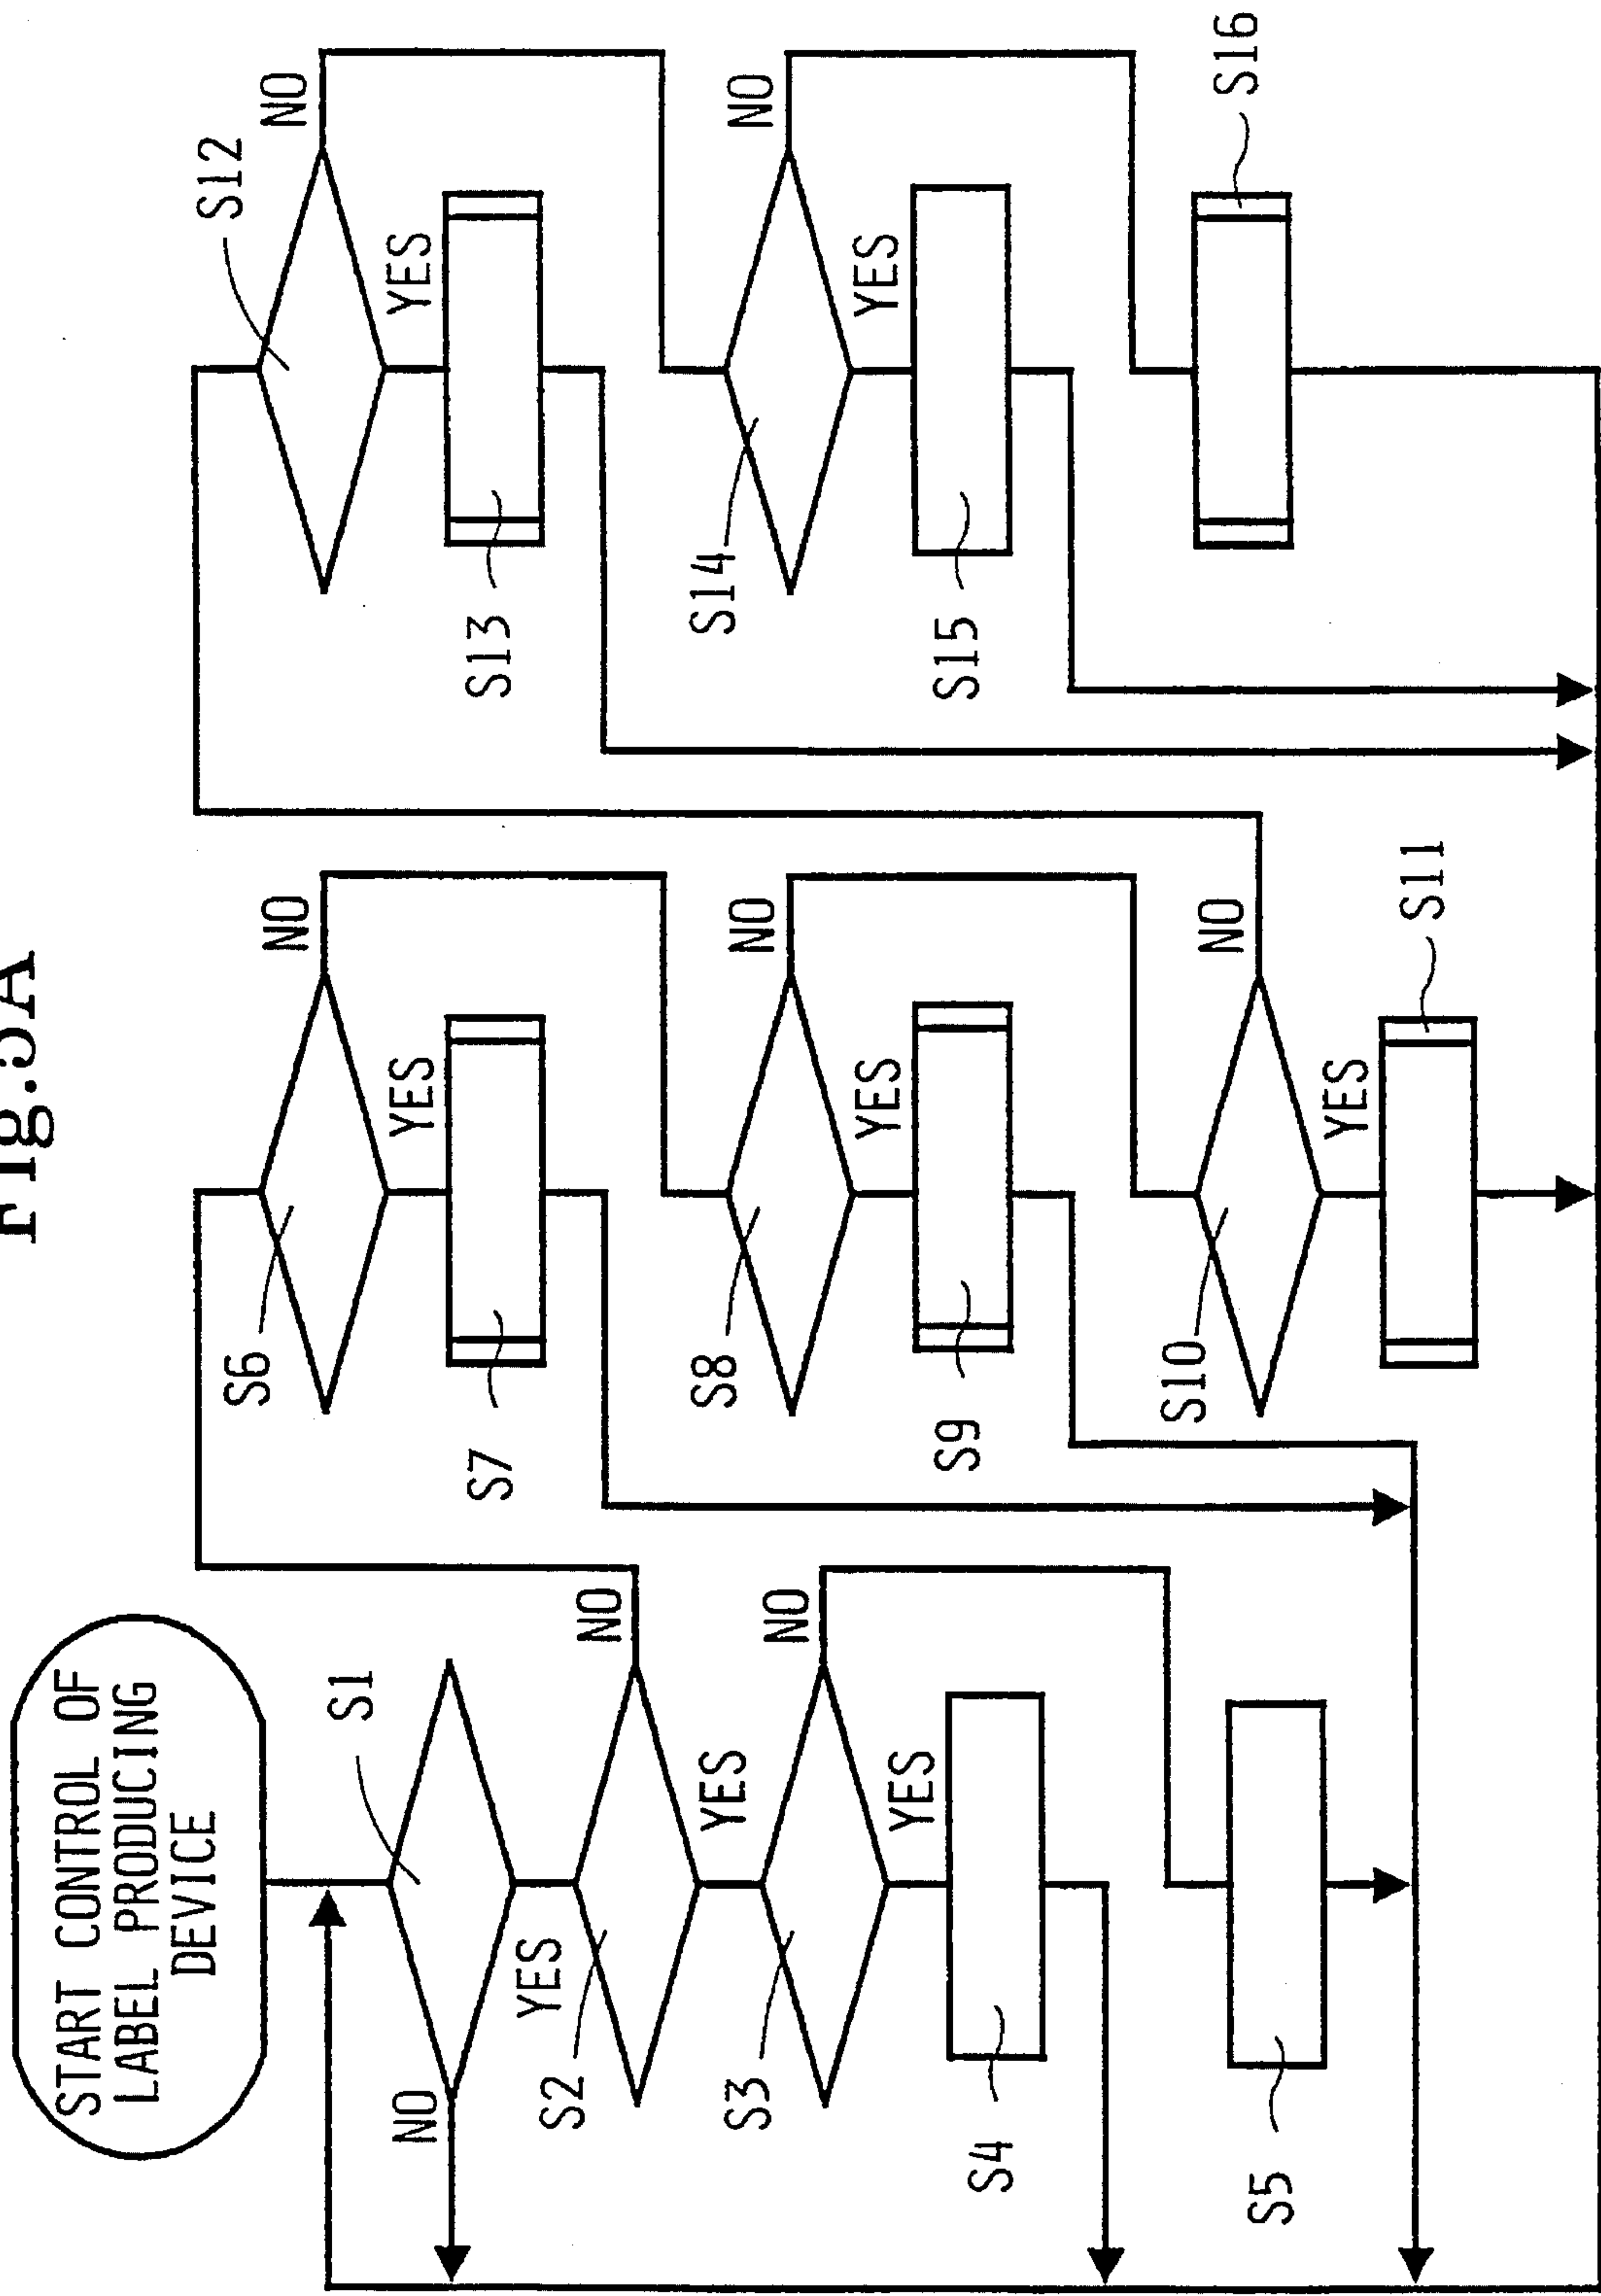 Fig.5A
START CONTROL OF
LABEL PRODUCING
DEVICE
S1
NO
YES
S2
NO
YES
S3
NO
YES
S4
S5
S6
NO
YES
S7
S8
NO
YES
S9
S10
NO
YES
S11
S12
NO
YES
S13
S14
NO
YES
S15
S16